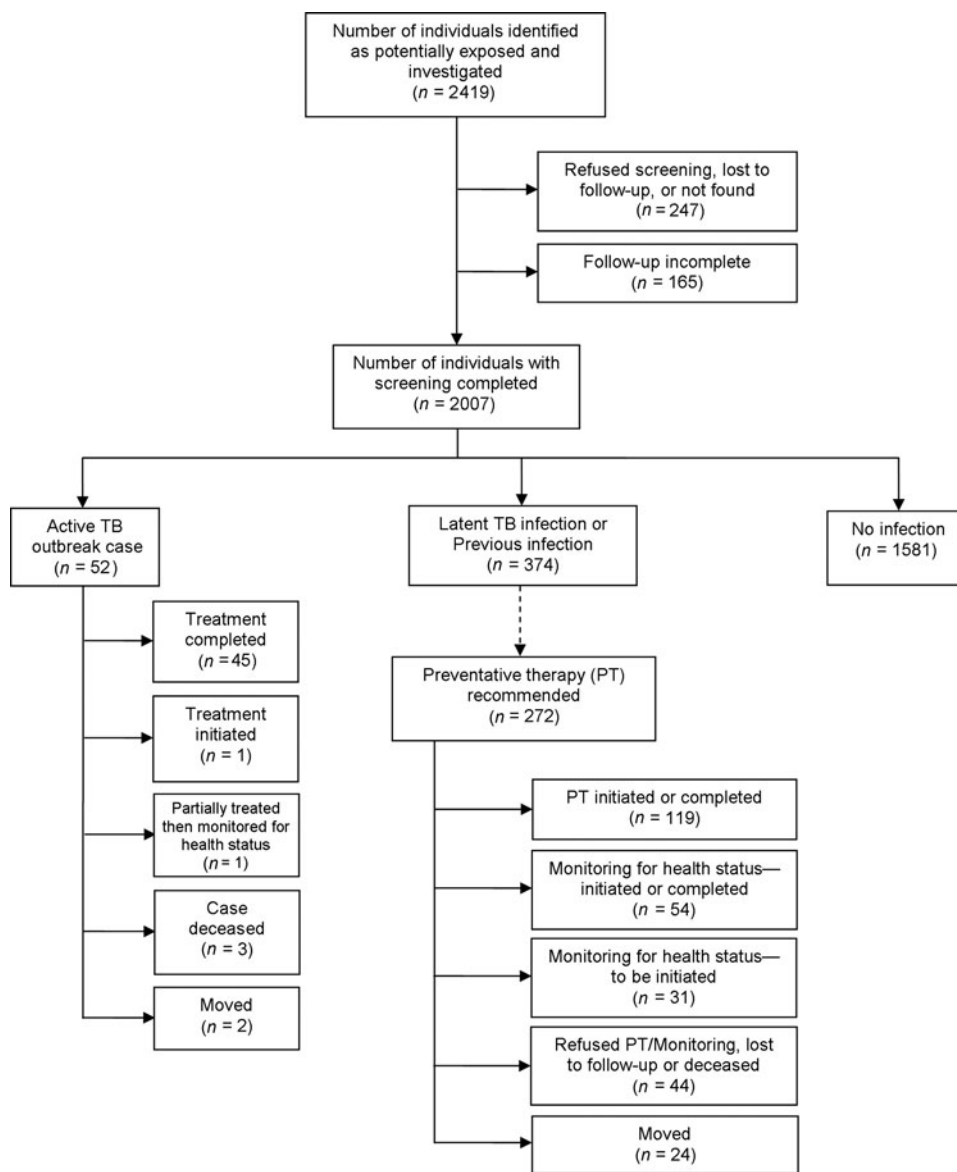 Number of individuals identified
as potentially exposed and
investigated
(n = 2419)
Refused screening, lost to
follow-up, or not found
(n = 247)
Follow-up incomplete
(n = 165)
Number of individuals with
screening completed
(n = 2007)
Active TB
outbreak case
(n = 52)
Latent TB infection or
Previous infection
(n = 374)
No infection
(n = 1581)
Treatment
completed
(n = 45)
Treatment
initiated
(n = 1)
Partially treated
then monitored for
health status
(n = 1)
Case
deceased
(n = 3)
Moved
(n = 2)
Preventative therapy (PT)
recommended
(n = 272)
PT initiated or completed
(n = 119)
Monitoring for health status—
initiated or completed
(n = 54)
Monitoring for health status—
to be initiated
(n = 31)
Refused PT/Monitoring, lost
to follow-up or deceased
(n = 44)
Moved
(n = 24)